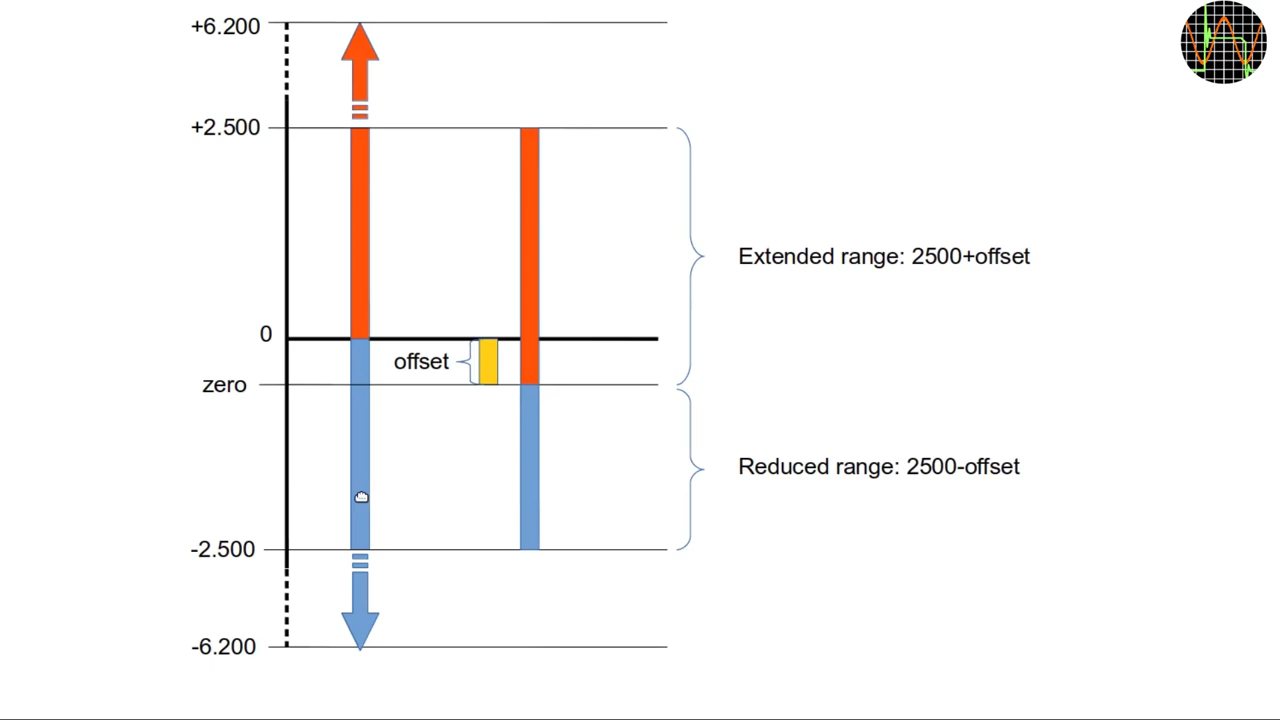 +6.200
+2.500
Extended range: 2500+offset
0
offset
zero
Reduced range: 2500-offset
-2.500
-6.200